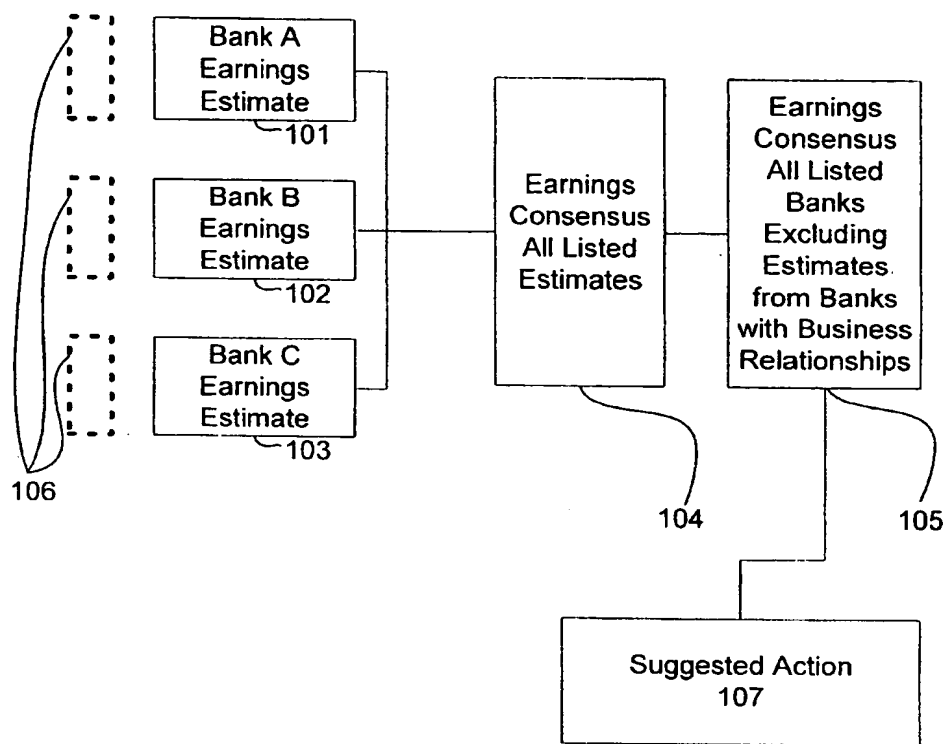 Bank A
Earnings
Estimate
101
Bank B
Earnings
Estimate
102
Bank C
Earnings
Estimate
103
106
Earnings
Consensus
All Listed
Estimates
104
Earnings
Consensus
All Listed
Banks
Excluding
Estimates
from Banks
with Business
Relationships
105
Suggested Action
107